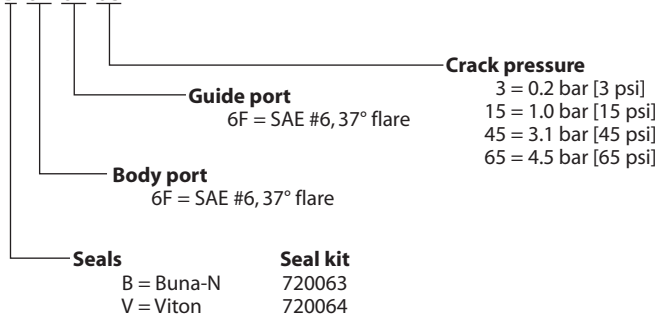 Crack pressure
3 = 0.2 bar [3 psi]
15 = 1.0 bar [15 psi]
45 = 3.1 bar [45 psi]
65 = 4.5 bar [65 psi]
Guide port
6F = SAE #6, 37° flare
Body port
6F = SAE #6, 37° flare
Seals Seal kit
B = Buna-N 720063
V = Viton 720064